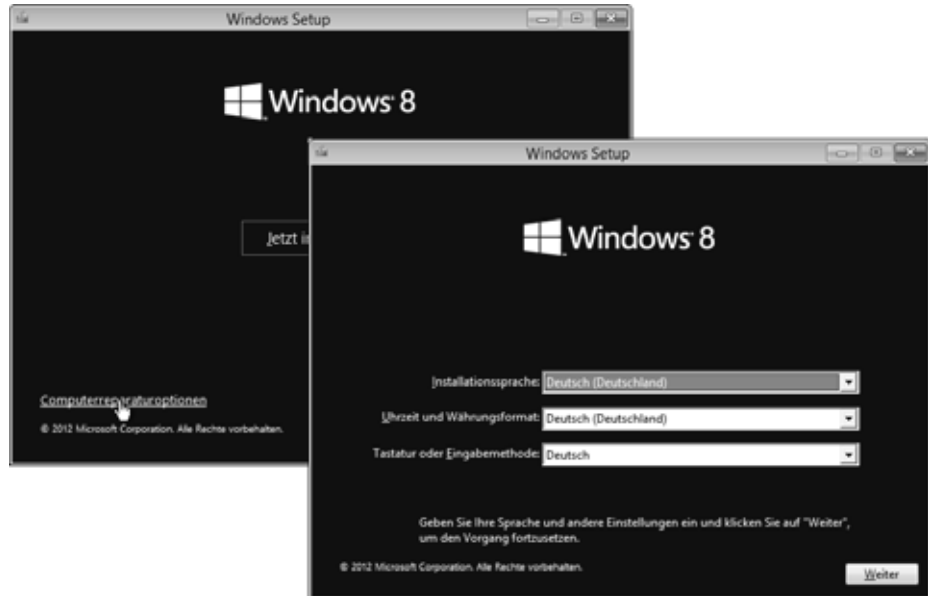 Windows Setup
Windows 8
Jetzt i
Computerreparaturoptionen
© 2012 Microsoft Corporation. Alle Rechte vorbehalten.
Windows Setup
Windows 8
Installationssprache: Deutsch (Deutschland)
Uhrzeit und Währungsformat: Deutsch (Deutschland)
Tastatur oder Eingabemethode: Deutsch
Geben Sie Ihre Sprache und andere Einstellungen ein und klicken Sie auf "Weiter",
um den Vorgang fortzusetzen.
© 2012 Microsoft Corporation. Alle Rechte vorbehalten.
Weiter